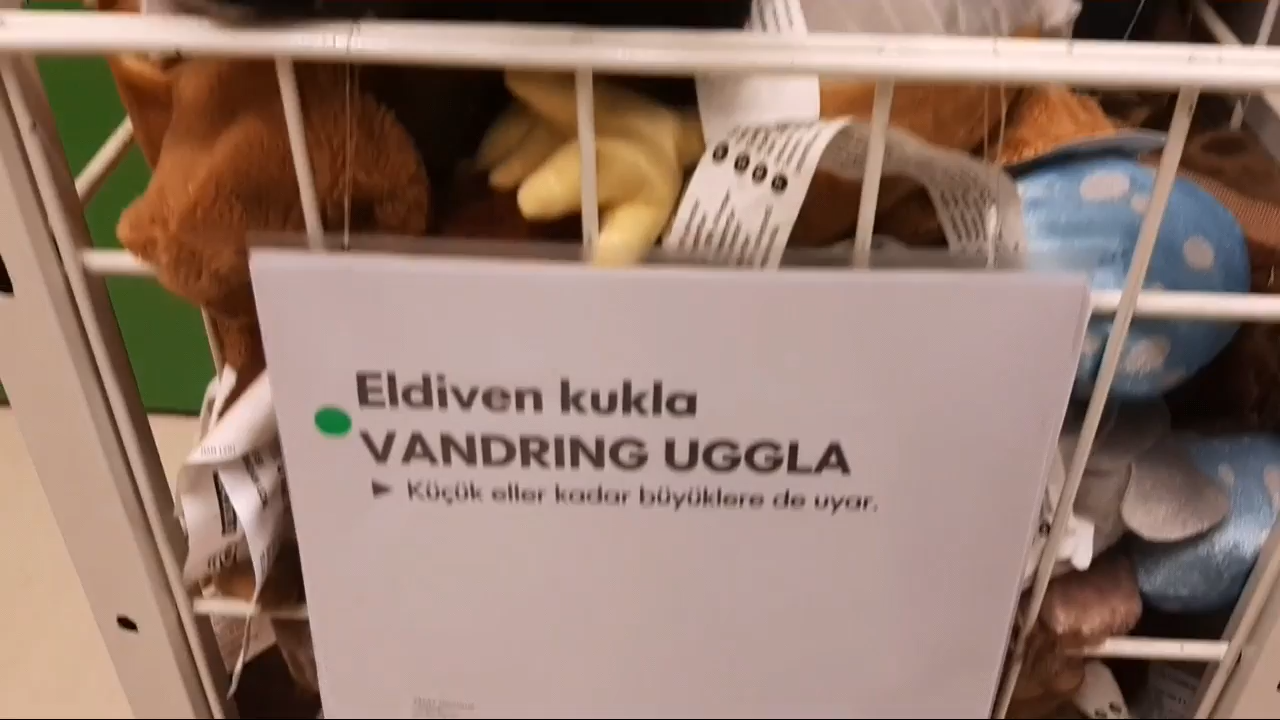 Eldiven kukla
VANDRING UGGLA
► Küçük eller kadar büyüklere de uyar.